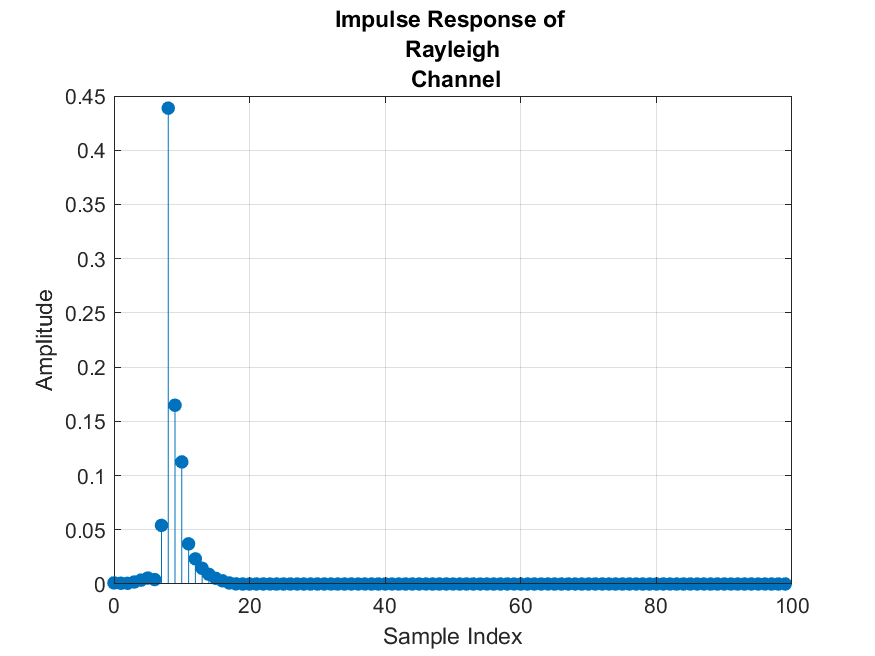 Impulse Response of
Rayleigh
Channel
0.45
0.4
0.35
0.3
0.25
0.2
0.15
0.1
0.05
0
Amplitude
0 20 40 60 80 100
Sample Index